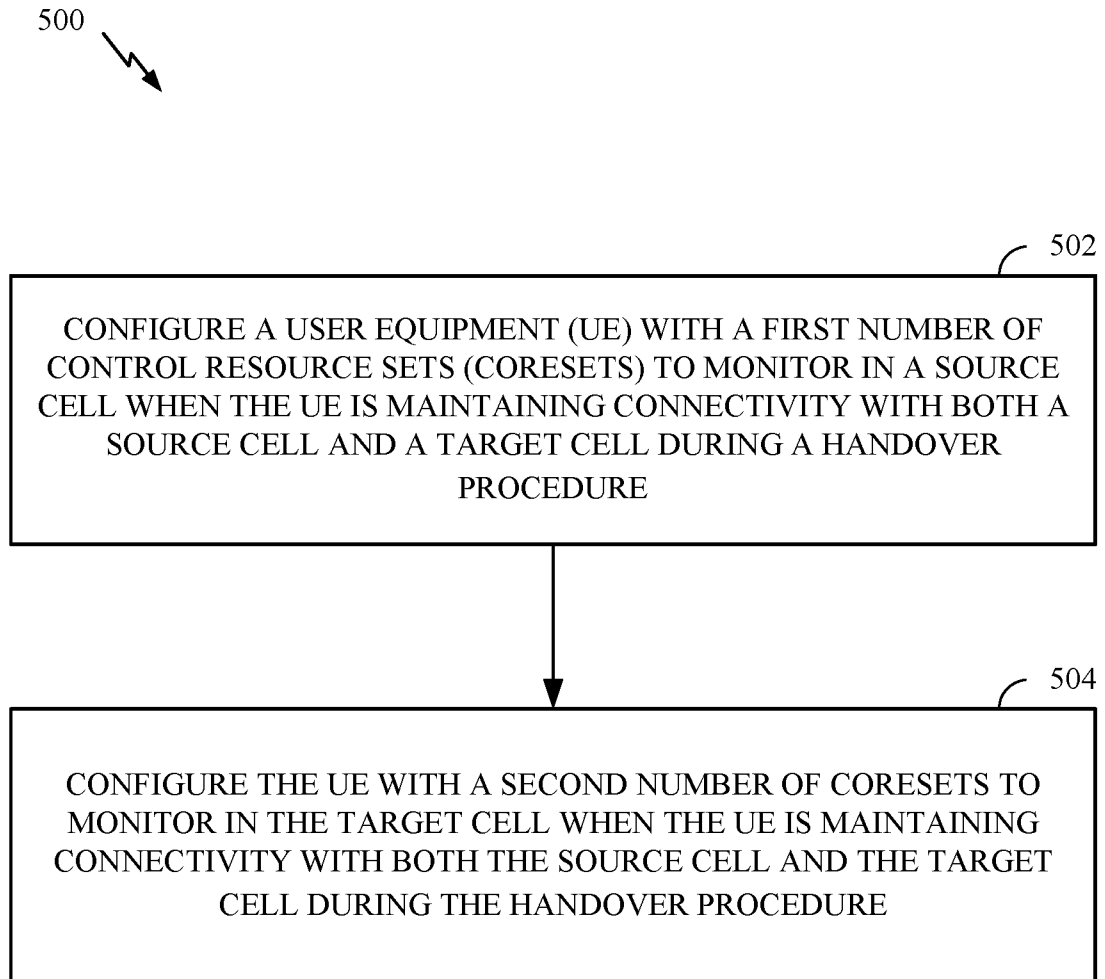 500
502
CONFIGURE A USER EQUIPMENT (UE) WITH A FIRST NUMBER OF
CONTROL RESOURCE SETS (CORESETS) TO MONITOR IN A SOURCE
CELL WHEN THE UE IS MAINTAINING CONNECTIVITY WITH BOTH A
SOURCE CELL AND A TARGET CELL DURING A HANDOVER
PROCEDURE
504
CONFIGURE THE UE WITH A SECOND NUMBER OF CORESETS TO
MONITOR IN THE TARGET CELL WHEN THE UE IS MAINTAINING
CONNECTIVITY WITH BOTH THE SOURCE CELL AND THE TARGET
CELL DURING THE HANDOVER PROCEDURE